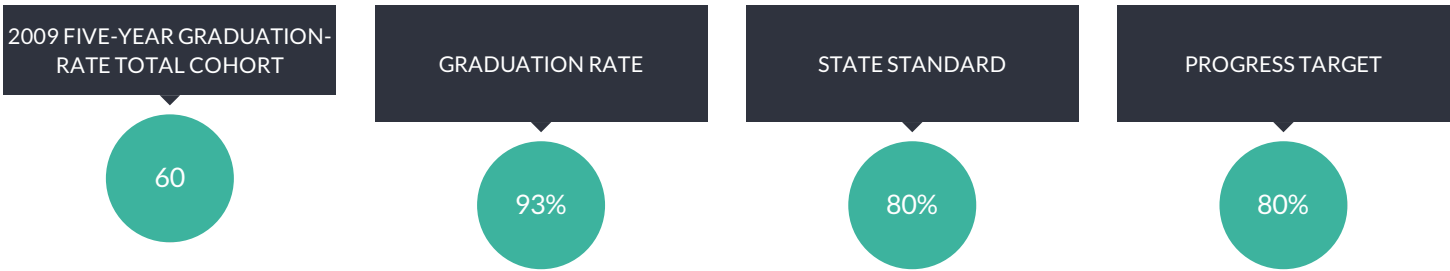 2009 FIVE-YEAR GRADUATION-
RATE TOTAL COHORT
60
GRADUATION RATE
93%
STATE STANDARD
80%
PROGRESS TARGET
80%